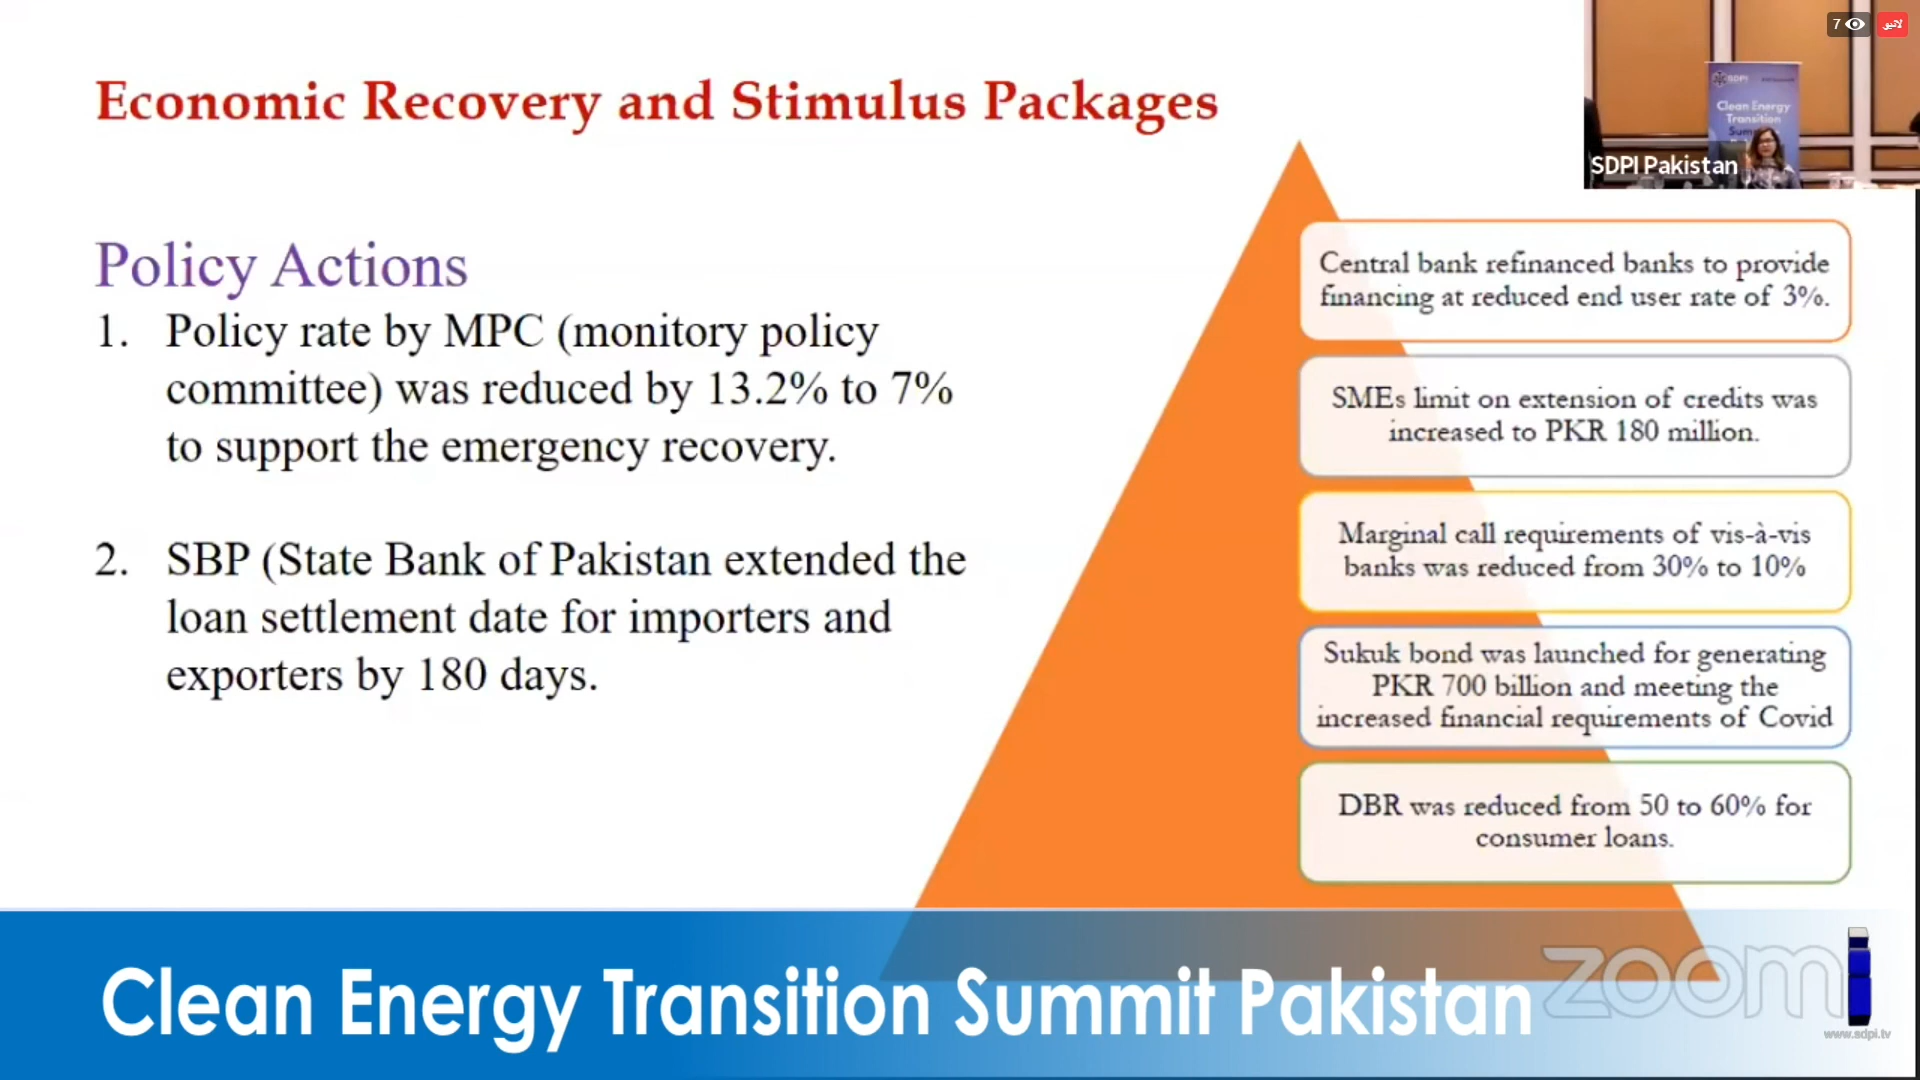 Economic Recovery and Stimulus Packages
7
لائیو
SDPI
Clean Energy
Transition
SDPI Pakistan
Policy Actions
1. Policy rate by MPC (monitory policy
committee) was reduced by 13.2% to 7%
to support the emergency recovery.
2. SBP (State Bank of Pakistan extended the
loan settlement date for importers and
exporters by 180 days.
Central bank refinanced banks to provide
financing at reduced end user rate of 3%.
SMEs limit on extension of credits was
increased to PKR 180 million.
Marginal call requirements of vis-à-vis
banks was reduced from 30% to 10%
Sukuk bond was launched for generating
PKR 700 billion and meeting the
increased financial requirements of Covid
DBR was reduced from 50 to 60% for
consumer loans.
Clean Energy Transition Summit Pakistan
zoom
www.sdpi.tv